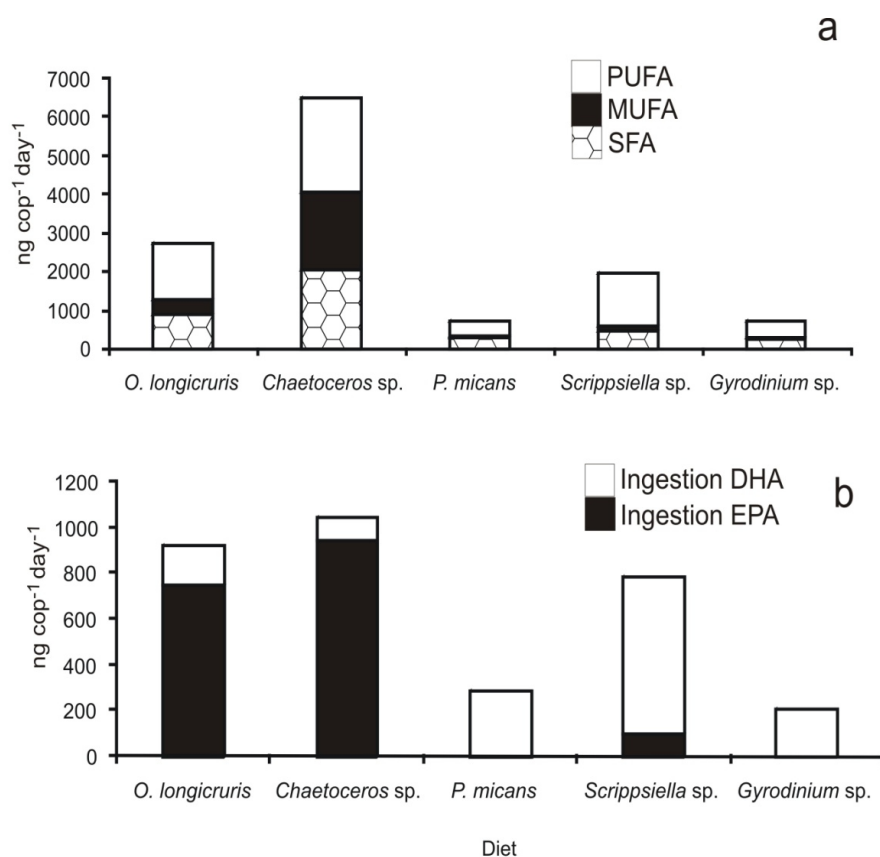 a
PUFA
MUFA
SFA
7000
6000
5000
4000
3000
2000
1000
0
ng cop⁻¹ day⁻¹
O. longicruris Chaetoceros sp. P. micans Scrippsiella sp. Gyrodinium sp.
b
Ingestion DHA
Ingestion EPA
1200
1000
800
600
400
200
0
ng cop⁻¹ day⁻¹
O. longicruris Chaetoceros sp. P. micans Scrippsiella sp. Gyrodinium sp.
Diet